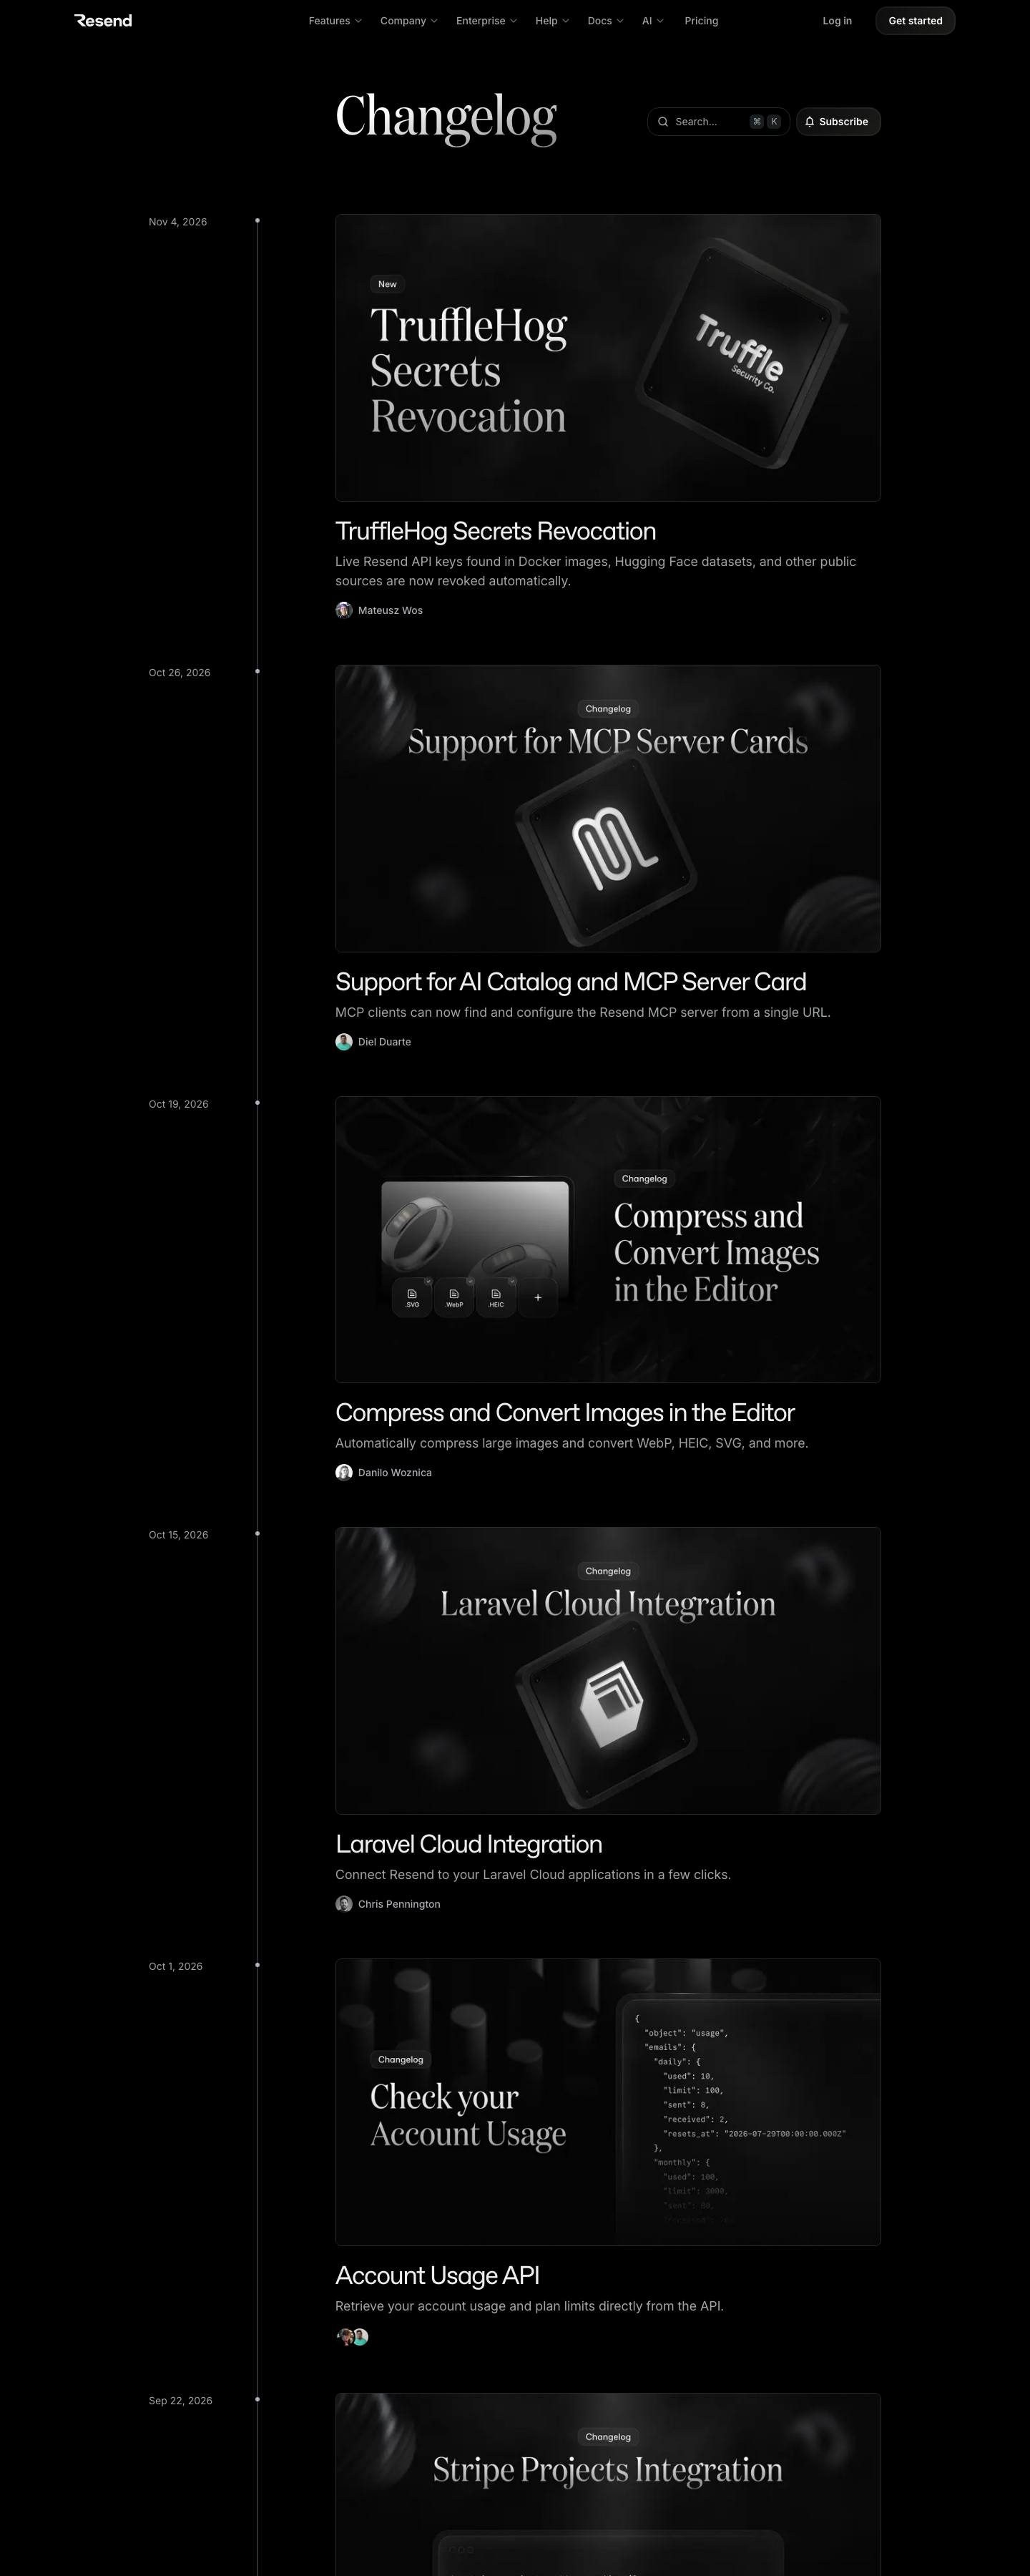 Resend
Features
Company
Enterprise
Help
Docs
AI
Pricing
Log in
Get started
Changelog
Search...
⌘ K
Subscribe
Nov 4, 2026
New
TruffleHog
Secrets
Revocation
Truffle
Security Co.
TruffleHog Secrets Revocation
Live Resend API keys found in Docker images, Hugging Face datasets, and other public
sources are now revoked automatically.
Mateusz Wos
Oct 26, 2026
Changelog
Support for MCP Server Cards
Support for AI Catalog and MCP Server Card
MCP clients can now find and configure the Resend MCP server from a single URL.
Diel Duarte
Oct 19, 2026
.SVG
.WebP
.HEIC
Changelog
Compress and
Convert Images
in the Editor
Compress and Convert Images in the Editor
Automatically compress large images and convert WebP, HEIC, SVG, and more.
Danilo Woznica
Oct 15, 2026
Changelog
Laravel Cloud Integration
Laravel Cloud Integration
Connect Resend to your Laravel Cloud applications in a few clicks.
Chris Pennington
Oct 1, 2026
Changelog
Check your
Account Usage
{
"object": "usage",
"emails": {
"daily": {
"used": 10,
"limit": 100,
"sent": 8,
"received": 2,
"resets_at": "2026-07-29T00:00:00.000Z"
},
"monthly": {
"used": 100,
"limit": 3000,
"sent": 80,
Account Usage API
Retrieve your account usage and plan limits directly from the API.
Sep 22, 2026
Changelog
Stripe Projects Integration